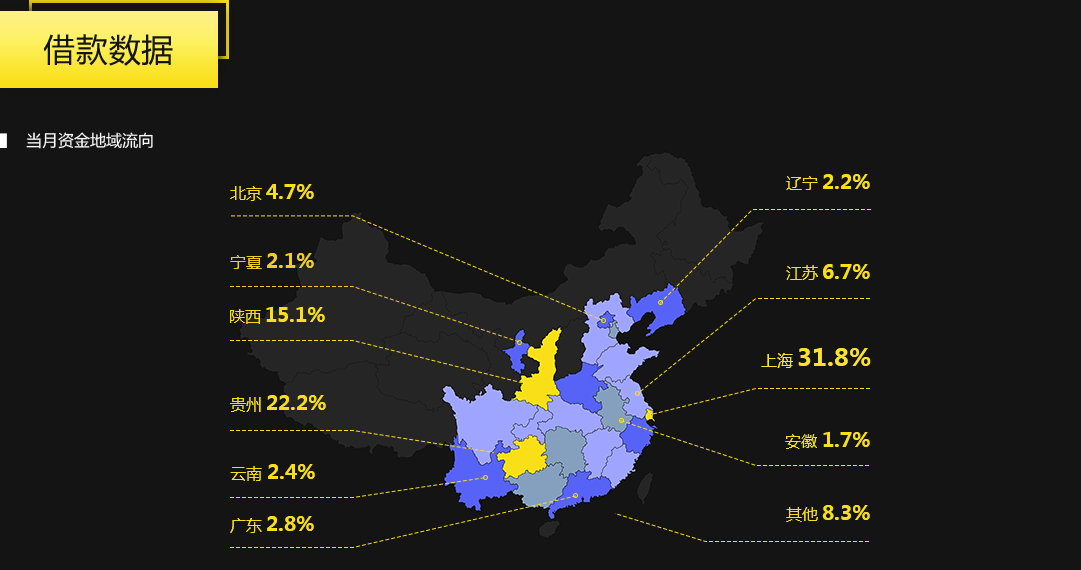 借款数据
当月资金地域流向
北京 4.7%
宁夏 2.1%
陕西 15.1%
贵州 22.2%
云南 2.4%
广东 2.8%
辽宁 2.2%
江苏 6.7%
上海 31.8%
安徽 1.7%
其他 8.3%